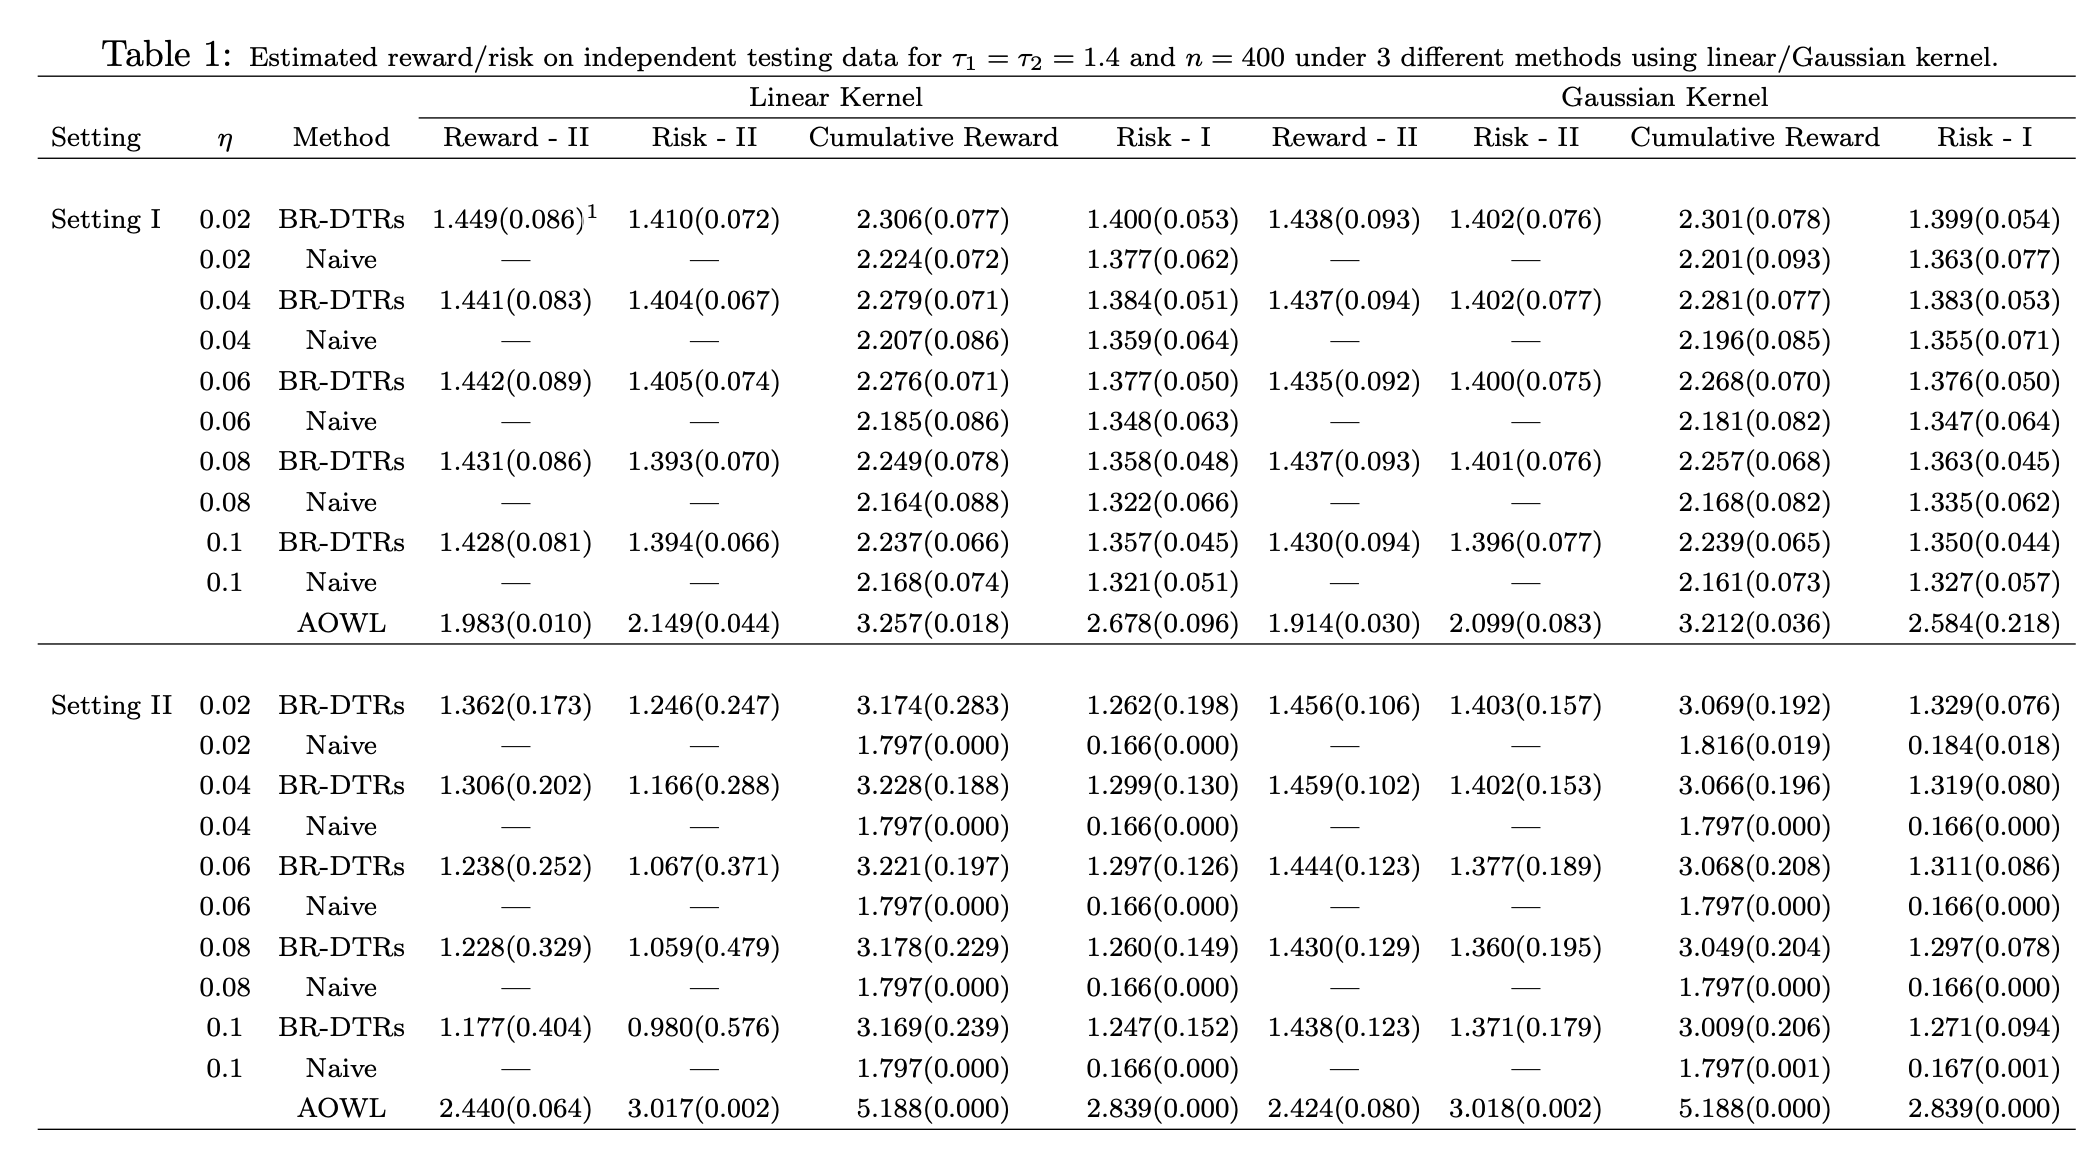 Table 1: Estimated reward/risk on independent testing data for τ₁ = τ₂ = 1.4 and n = 400 under 3 different methods using linear/Gaussian kernel.
Linear Kernel Gaussian Kernel
Setting η Method Reward - II Risk - II Cumulative Reward Risk - I Reward - II Risk - II Cumulative Reward Risk - I
Setting I 0.02 BR-DTRs 1.449(0.086)¹ 1.410(0.072) 2.306(0.077) 1.400(0.053) 1.438(0.093) 1.402(0.076) 2.301(0.078) 1.399(0.054)
0.02 Naive — — 2.224(0.072) 1.377(0.062) — — 2.201(0.093) 1.363(0.077)
0.04 BR-DTRs 1.441(0.083) 1.404(0.067) 2.279(0.071) 1.384(0.051) 1.437(0.094) 1.402(0.077) 2.281(0.077) 1.383(0.053)
0.04 Naive — — 2.207(0.086) 1.359(0.064) — — 2.196(0.085) 1.355(0.071)
0.06 BR-DTRs 1.442(0.089) 1.405(0.074) 2.276(0.071) 1.377(0.050) 1.435(0.092) 1.400(0.075) 2.268(0.070) 1.376(0.050)
0.06 Naive — — 2.185(0.086) 1.348(0.063) — — 2.181(0.082) 1.347(0.064)
0.08 BR-DTRs 1.431(0.086) 1.393(0.070) 2.249(0.078) 1.358(0.048) 1.437(0.093) 1.401(0.076) 2.257(0.068) 1.363(0.045)
0.08 Naive — — 2.164(0.088) 1.322(0.066) — — 2.168(0.082) 1.335(0.062)
0.1 BR-DTRs 1.428(0.081) 1.394(0.066) 2.237(0.066) 1.357(0.045) 1.430(0.094) 1.396(0.077) 2.239(0.065) 1.350(0.044)
0.1 Naive — — 2.168(0.074) 1.321(0.051) — — 2.161(0.073) 1.327(0.057)
AOWL 1.983(0.010) 2.149(0.044) 3.257(0.018) 2.678(0.096) 1.914(0.030) 2.099(0.083) 3.212(0.036) 2.584(0.218)
Setting II 0.02 BR-DTRs 1.362(0.173) 1.246(0.247) 3.174(0.283) 1.262(0.198) 1.456(0.106) 1.403(0.157) 3.069(0.192) 1.329(0.076)
0.02 Naive — — 1.797(0.000) 0.166(0.000) — — 1.816(0.019) 0.184(0.018)
0.04 BR-DTRs 1.306(0.202) 1.166(0.288) 3.228(0.188) 1.299(0.130) 1.459(0.102) 1.402(0.153) 3.066(0.196) 1.319(0.080)
0.04 Naive — — 1.797(0.000) 0.166(0.000) — — 1.797(0.000) 0.166(0.000)
0.06 BR-DTRs 1.238(0.252) 1.067(0.371) 3.221(0.197) 1.297(0.126) 1.444(0.123) 1.377(0.189) 3.068(0.208) 1.311(0.086)
0.06 Naive — — 1.797(0.000) 0.166(0.000) — — 1.797(0.000) 0.166(0.000)
0.08 BR-DTRs 1.228(0.329) 1.059(0.479) 3.178(0.229) 1.260(0.149) 1.430(0.129) 1.360(0.195) 3.049(0.204) 1.297(0.078)
0.08 Naive — — 1.797(0.000) 0.166(0.000) — — 1.797(0.000) 0.166(0.000)
0.1 BR-DTRs 1.177(0.404) 0.980(0.576) 3.169(0.239) 1.247(0.152) 1.438(0.123) 1.371(0.179) 3.009(0.206) 1.271(0.094)
0.1 Naive — — 1.797(0.000) 0.166(0.000) — — 1.797(0.001) 0.167(0.001)
AOWL 2.440(0.064) 3.017(0.002) 5.188(0.000) 2.839(0.000) 2.424(0.080) 3.018(0.002) 5.188(0.000) 2.839(0.000)